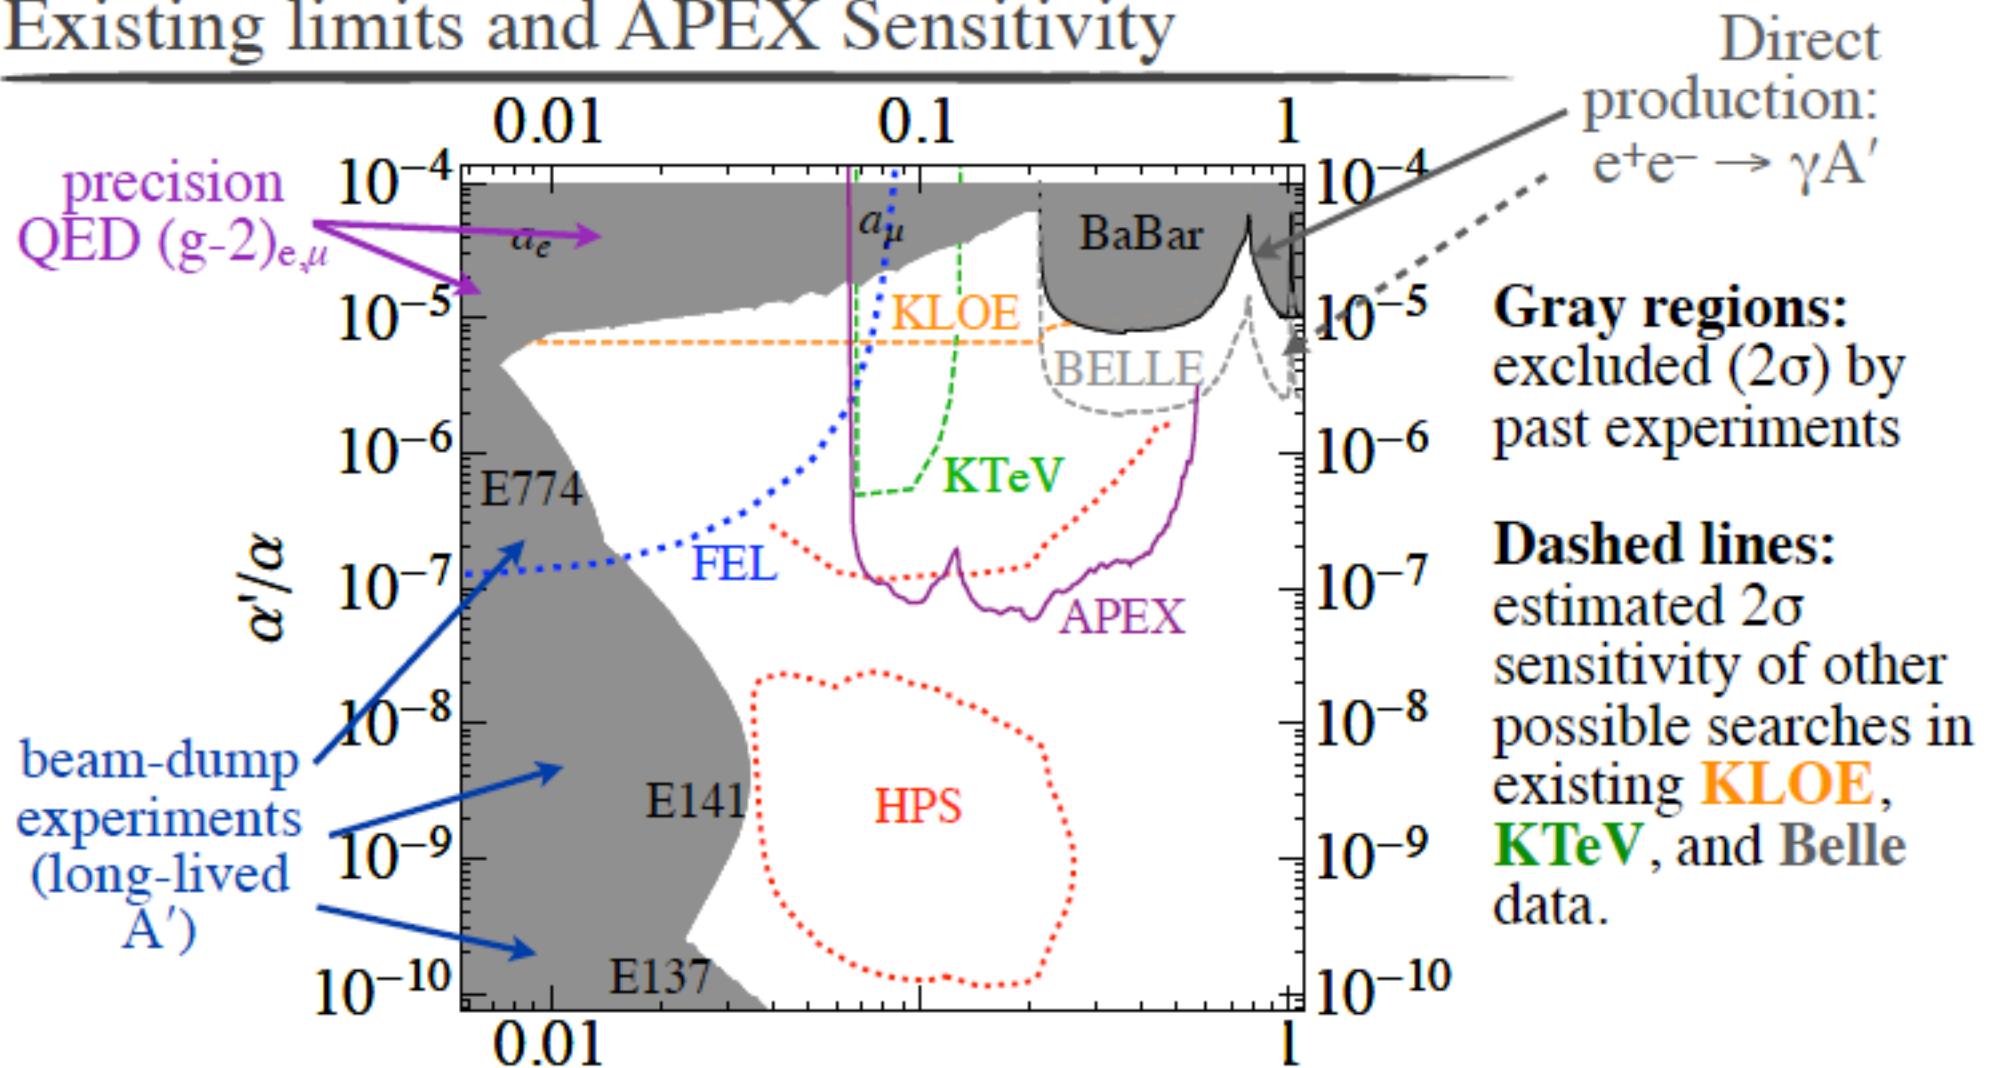 Existing limits and APEX Sensitivity
Direct
production:
e⁺e⁻ → γA′
0.01 0.1 1
precision
QED (g-2)e,μ
10⁻⁴
10⁻⁵
10⁻⁶
10⁻⁷
10⁻⁸
10⁻⁹
10⁻¹⁰
α'/α
beam-dump
experiments
(long-lived
A′)
aₑ
aμ
BaBar
KLOE
BELLE
E774
KTeV
FEL
APEX
E141
HPS
E137
10⁻⁴
10⁻⁵
10⁻⁶
10⁻⁷
10⁻⁸
10⁻⁹
10⁻¹⁰
0.01 1
Gray regions:
excluded (2σ) by
past experiments
Dashed lines:
estimated 2σ
sensitivity of other
possible searches in
existing KLOE,
KTeV, and Belle
data.